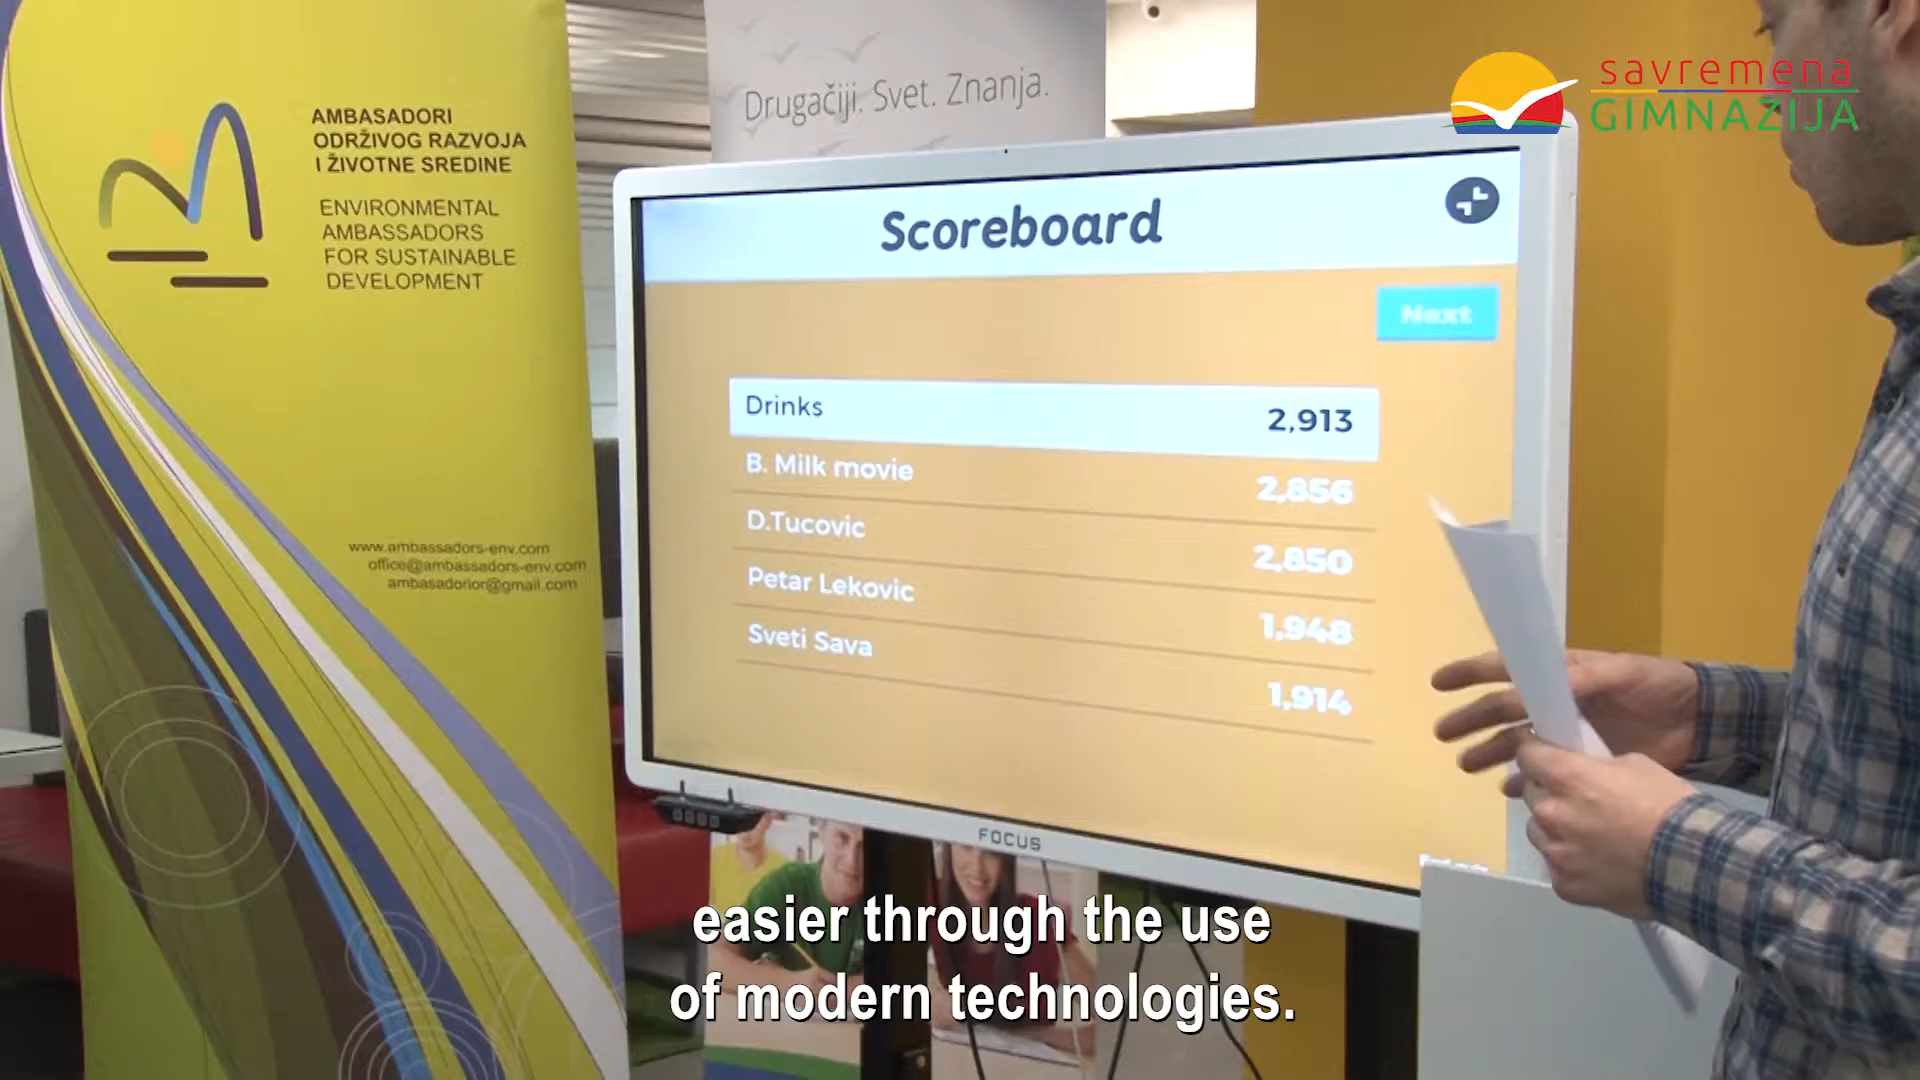 AMBASADORI
ODRŽIVOG RAZVOJA
I ŽIVOTNE SREDINE
ENVIRONMENTAL
AMBASSADORS
FOR SUSTAINABLE
DEVELOPMENT
www.ambassadors-env.com
office@ambassadors-env.com
ambasadorior@gmail.com
Drugačiji. Svet. Znanja.
savremena
GIMNAZIJA
Scoreboard
Next
Drinks 2,913
B. Milk movie 2,856
D.Tucovic 2,850
Petar Lekovic 1,948
Sveti Sava 1,914
FOCUS
easier through the use
of modern technologies.